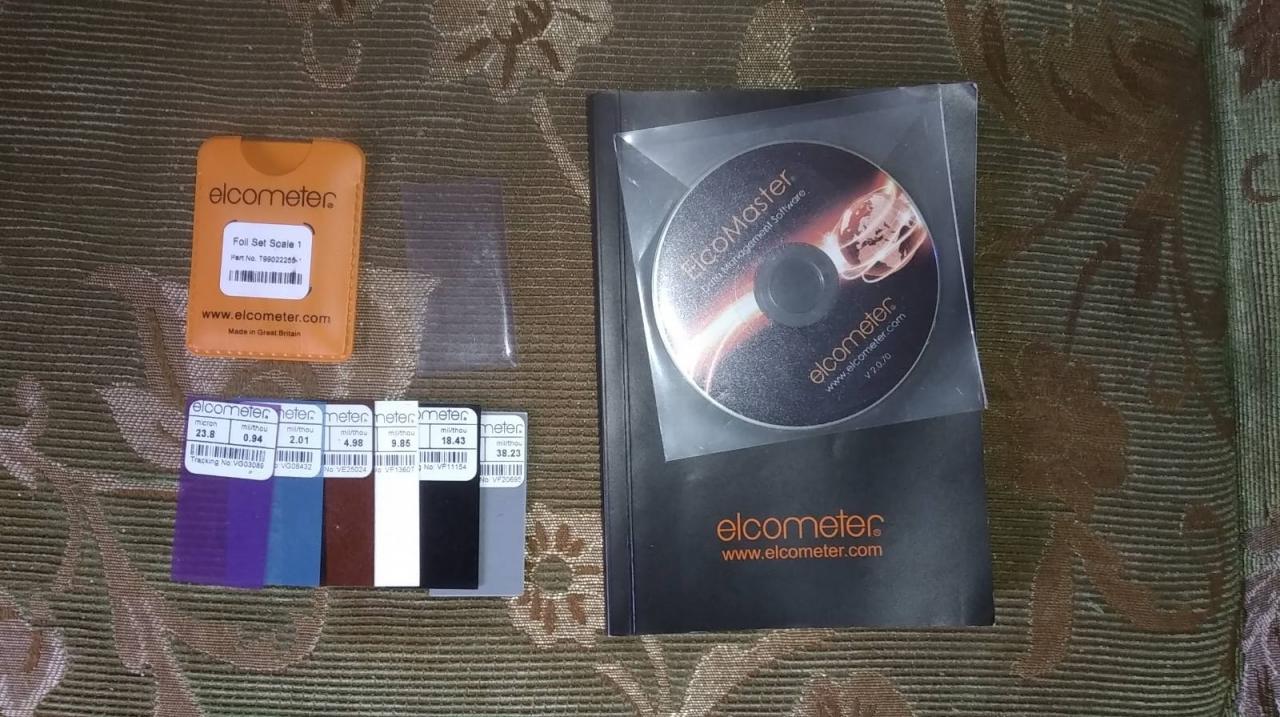 elcometer®
Foil Set Scale 1
Part No. T99022255-1
www.elcometer.com
Made in Great Britain
elcometer®
micron
23.8
mil/thou
0.94
Tracking No:VG03089
meter®
mil/thou
2.01
No:VG08432
meter®
mil/thou
4.98
No: VE25024
meter
mil/thou
9.85
No: VF13607
ometer®
mil/thou
18.43
No: VF11154
meter®
mil/thou
38.23
No: VF20695
ElcoMaster®
Data Management Software
elcometer®
www.elcometer.com
V 2.0.70
elcometer®
www.elcometer.com